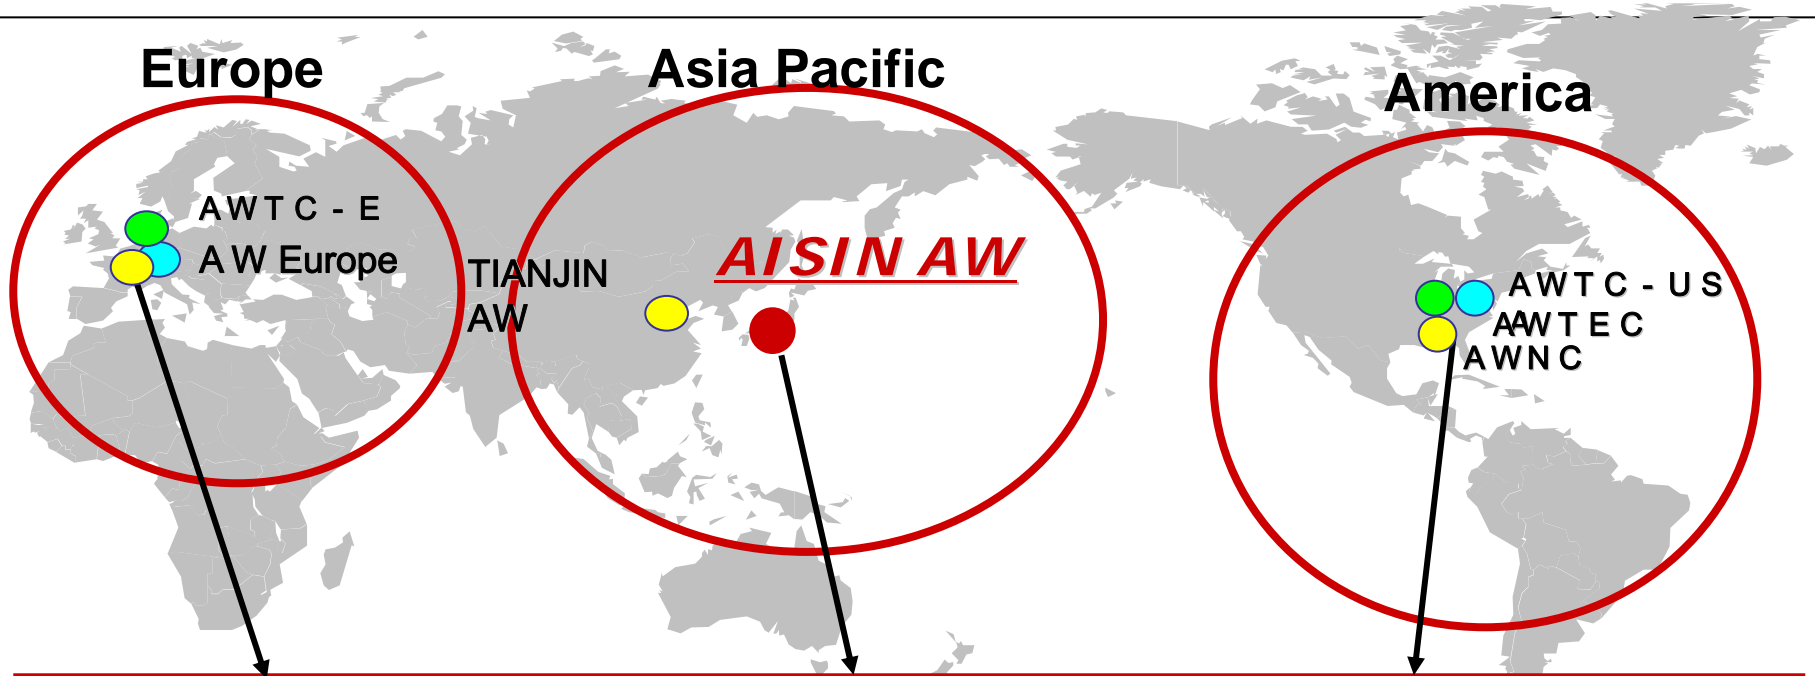 Europe
Asia Pacific
America
AWTC-E
AW Europe
TIANJIN
AW
AISIN AW
AWTC-US
A
AWTEC
AWNC